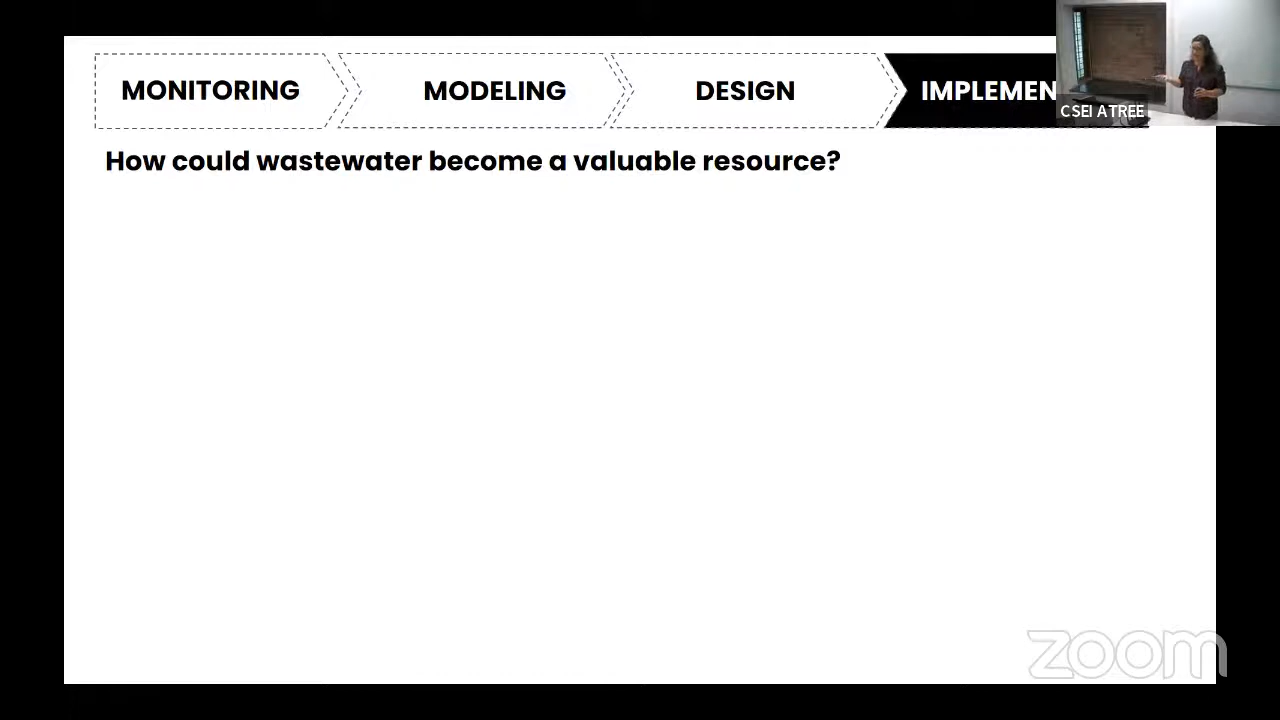 MONITORING
MODELING
DESIGN
IMPLEMEN
CSEI ATREE
How could wastewater become a valuable resource?
zoom